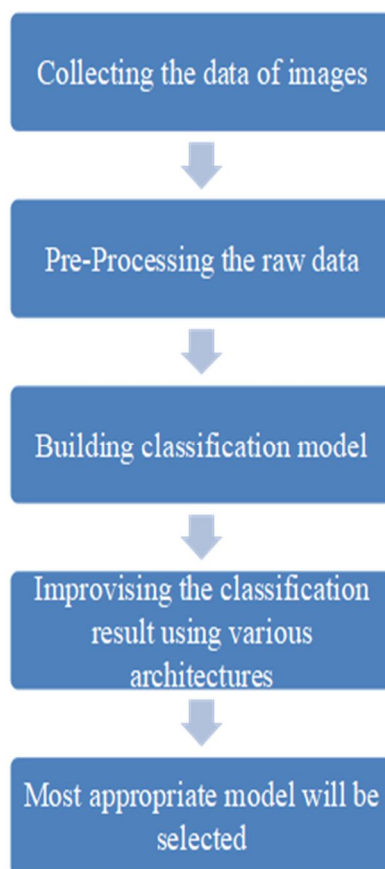 Collecting the data of images
Pre-Processing the raw data
Building classification model
Improvising the classification
result using various
architectures
Most appropriate model will be
selected